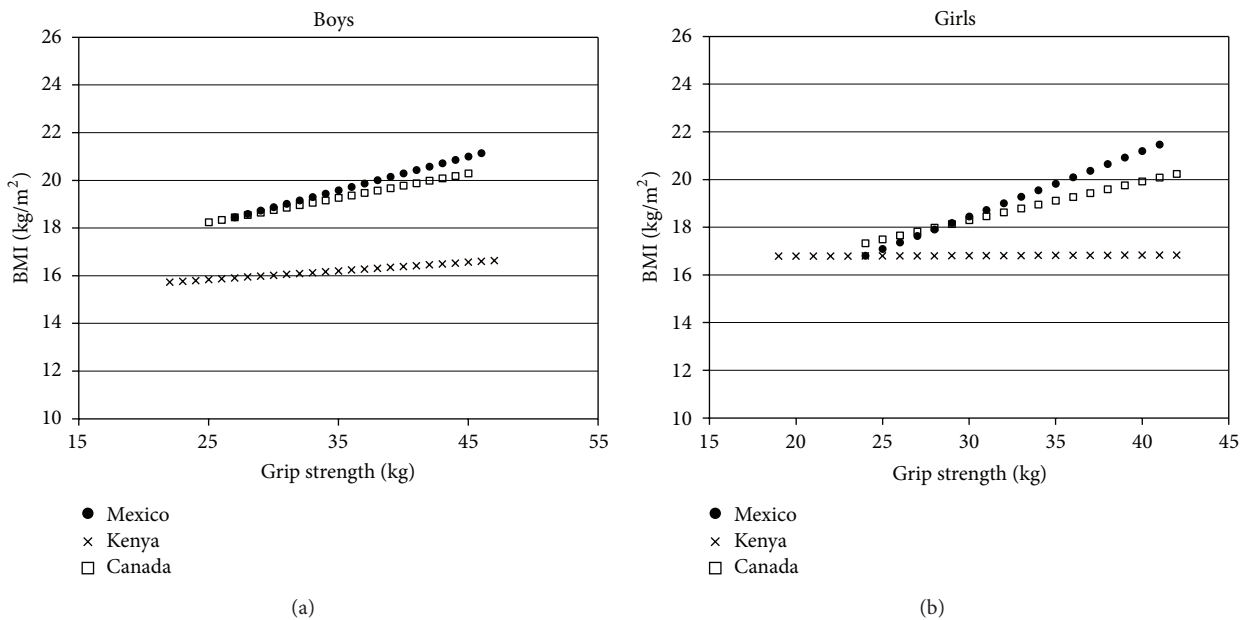 Boys
26
24
22
20
18
16
14
12
10
BMI (kg/m²)
15 25 35 45 55
Grip strength (kg)
Mexico
Kenya
Canada
(a)
Girls
26
24
22
20
18
16
14
12
10
BMI (kg/m²)
15 20 25 30 35 40 45
Grip strength (kg)
Mexico
Kenya
Canada
(b)